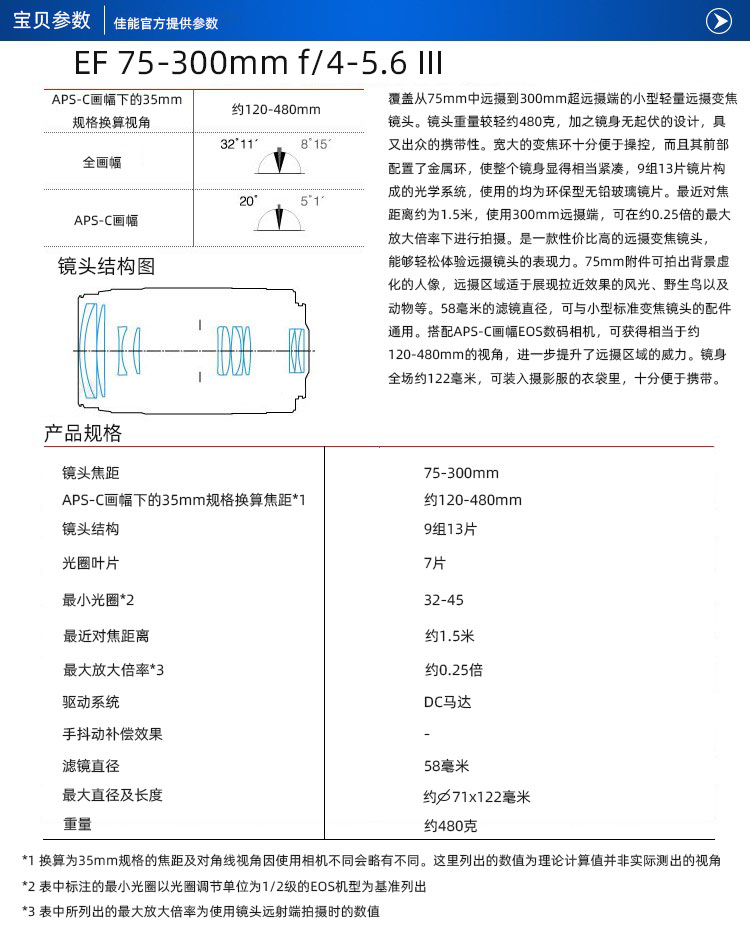 宝贝参数 佳能官方提供参数
EF 75-300mm f/4-5.6 III
APS-C画幅下的35mm
规格换算视角
约120-480mm
全画幅
32°11′ 8°15′
APS-C画幅
20° 5°1′
镜头结构图
覆盖从75mm中远摄到300mm超远摄端的小型轻量远摄变焦
镜头。镜头重量较轻约480克，加之镜身无起伏的设计，具
又出众的携带性。宽大的变焦环十分便于操控，而且其前部
配置了金属环，使整个镜身显得相当紧凑，9组13片镜片构
成的光学系统，使用的均为环保型无铅玻璃镜片。最近对焦
距离约为1.5米，使用300mm远摄端，可在约0.25倍的最大
放大倍率下进行拍摄。是一款性价比高的远摄变焦镜头，
能够轻松体验远摄镜头的表现力。75mm附件可拍出背景虚
化的人像，远摄区域适于展现拉近效果的风光、野生鸟以及
动物等。58毫米的滤镜直径，可与小型标准变焦镜头的配件
通用。搭配APS-C画幅EOS数码相机，可获得相当于约
120-480mm的视角，进一步提升了远摄区域的威力。镜身
全场约122毫米，可装入摄影服的衣袋里，十分便于携带。
产品规格
镜头焦距 75-300mm
APS-C画幅下的35mm规格换算焦距*1 约120-480mm
镜头结构 9组13片
光圈叶片 7片
最小光圈*2 32-45
最近对焦距离 约1.5米
最大放大倍率*3 约0.25倍
驱动系统 DC马达
手抖动补偿效果 -
滤镜直径 58毫米
最大直径及长度 约∅71x122毫米
重量 约480克
*1 换算为35mm规格的焦距及对角线视角因使用相机不同会略有不同。这里列出的数值为理论计算值并非实际测出的视角
*2 表中标注的最小光圈以光圈调节单位为1/2级的EOS机型为基准列出
*3 表中所列出的最大放大倍率为使用镜头远射端拍摄时的数值